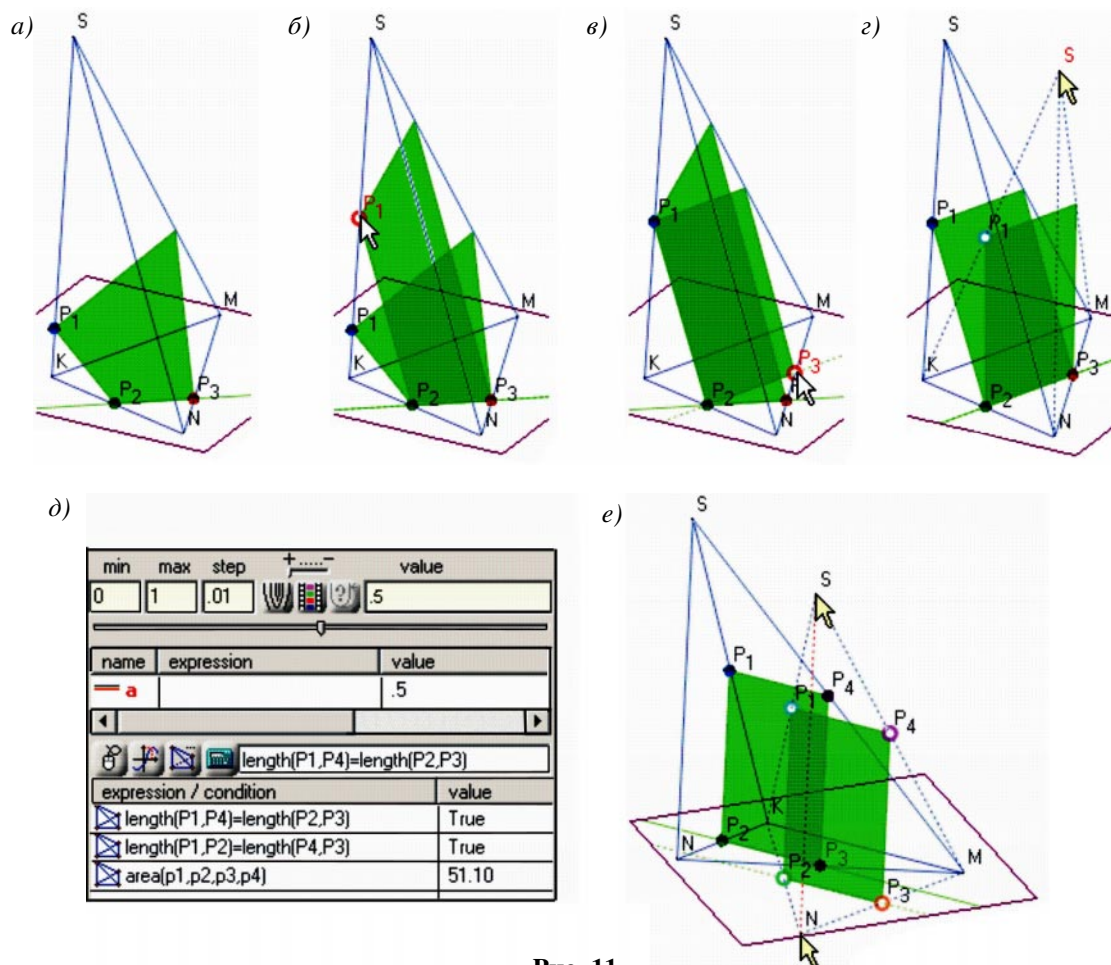 а)
S
P1
K
P2
P3
N
M
б)
S
P1
P1
K
P2
P3
N
M
в)
S
P1
K
P2
P3
N
M
г)
S
S
P1
P1
K
P2
P3
N
M
д)
min max step + ..... - value
0 1 .01 .5
name expression value
a .5
length(P1,P4)=length(P2,P3)
expression / condition value
length(P1,P4)=length(P2,P3) True
length(P1,P2)=length(P4,P3) True
area(p1,p2,p3,p4) 51.10
е)
S
S
P1
P4
P1
P4
K
P2
N
P3
M
P2
P3
N
Рис. 11